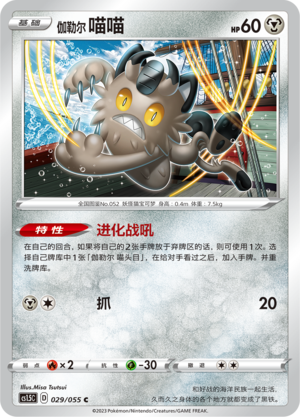 基础 伽勒尔 喵喵 HP60
全国图鉴No.052 妖怪猫宝可梦 身高：0.4m 体重：7.5kg
特性 进化战吼
在自己的回合，如果将自己的2张手牌放于弃牌区的话，则可使用1次。选
择自己牌库中1张「伽勒尔 喵头目」，在给对手看过之后，加入手牌。并重
洗牌库。
抓 20
弱点 ×2 抗性 -30 撤退
Illus.Misa Tsutsui
cs1.5C D 029/055 C
和好战的海洋民族一起生活，
久而久之身体的各个地方就都变成了黑铁。
©2023 Pokémon/Nintendo/Creatures/GAME FREAK.